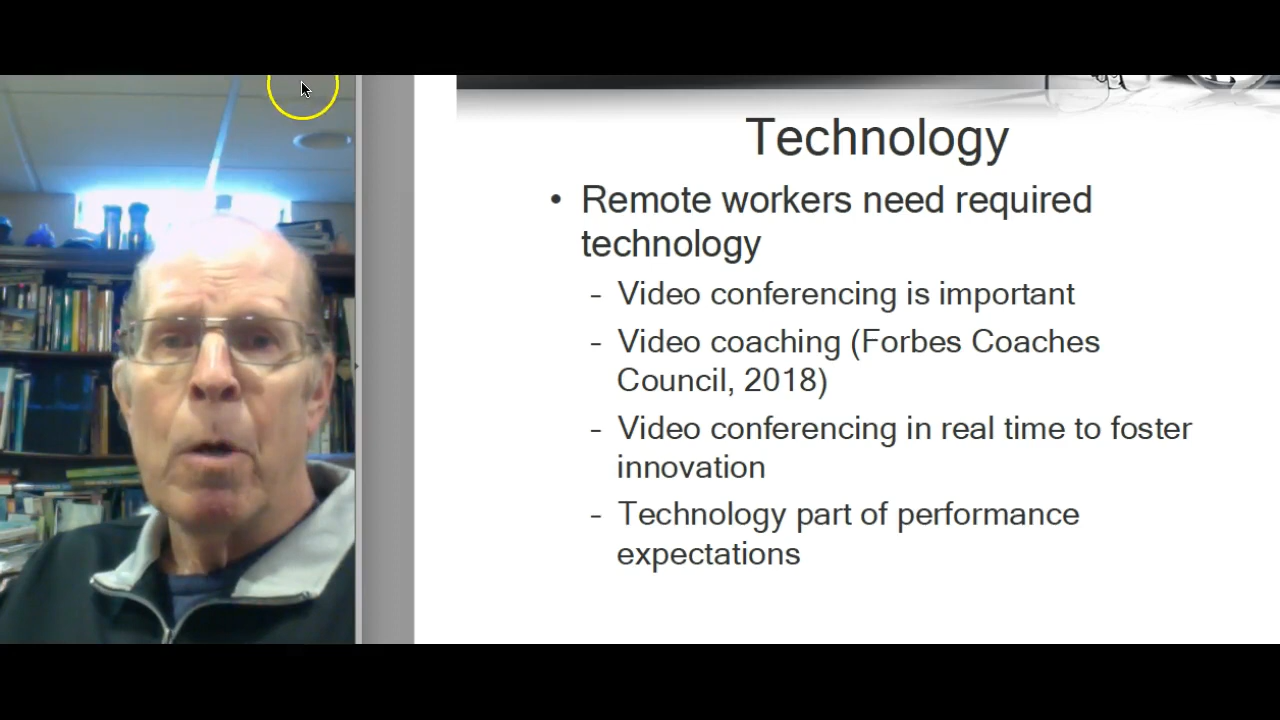 Technology
• Remote workers need required
technology
- Video conferencing is important
- Video coaching (Forbes Coaches
Council, 2018)
- Video conferencing in real time to foster
innovation
- Technology part of performance
expectations